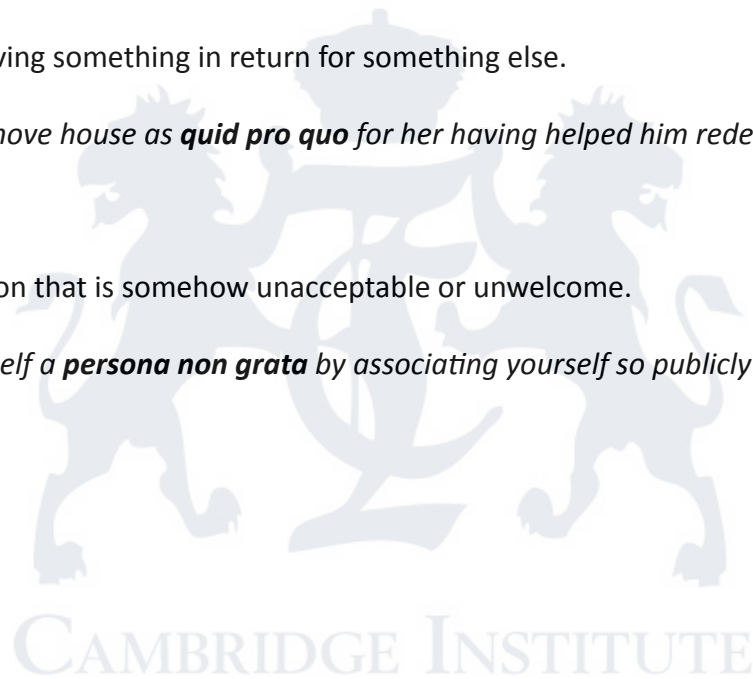 ving something in return for something else.
move house as quid pro quo for her having helped him rede
on that is somehow unacceptable or unwelcome.
elf a persona non grata by associating yourself so publicly
CAMBRIDGE INSTITUTE